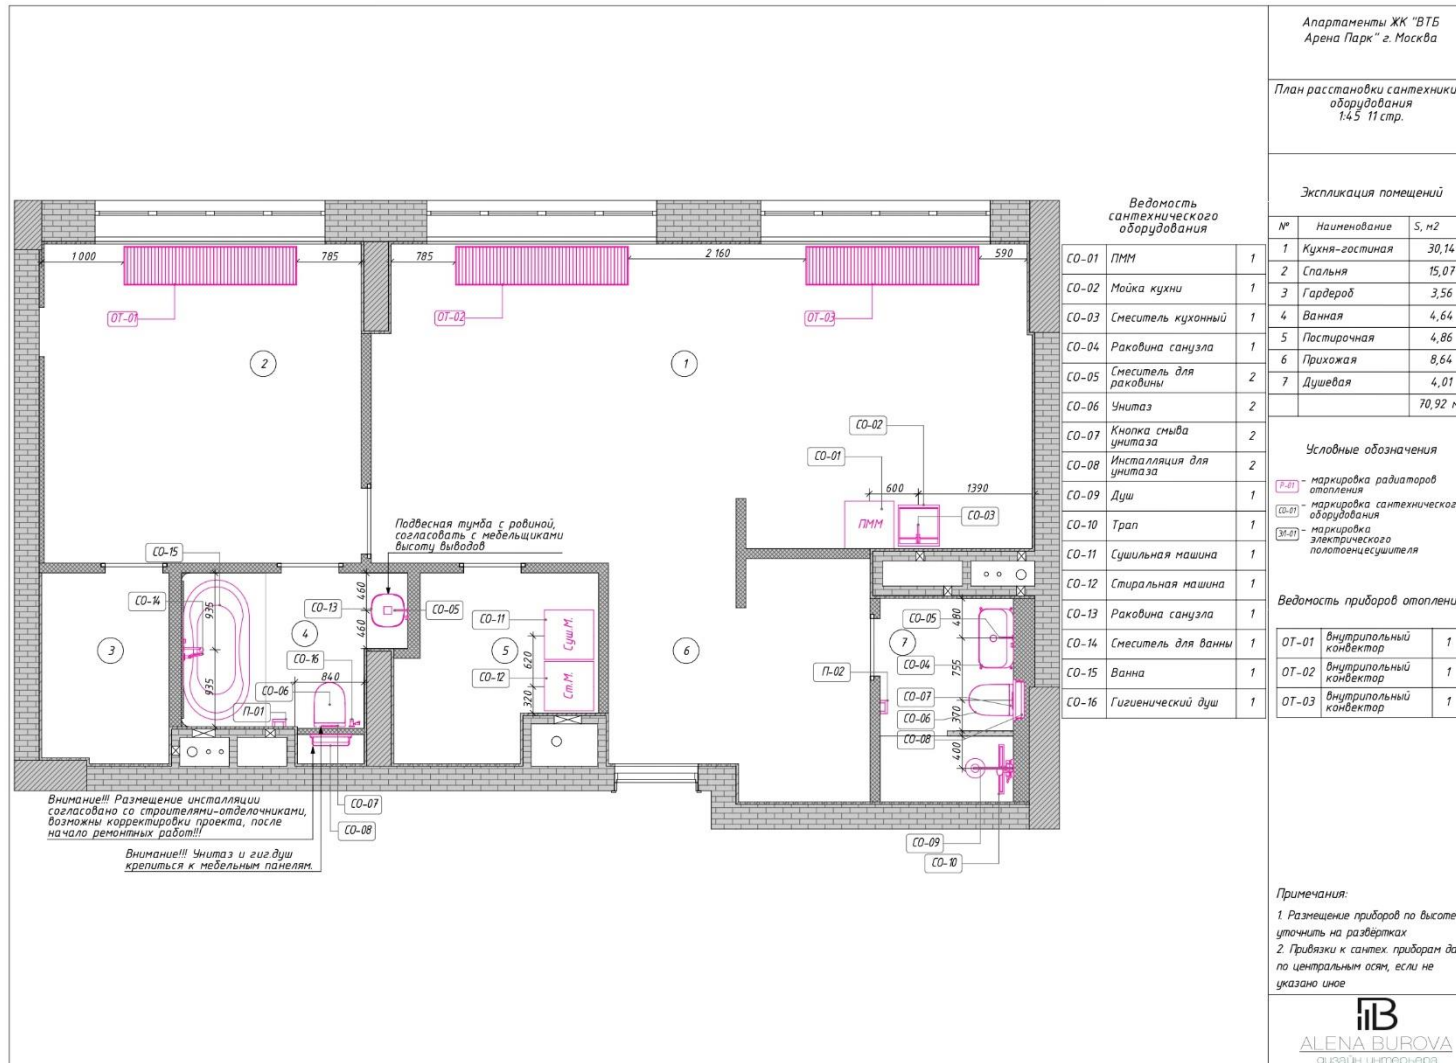 Апартаменты ЖК "ВТБ
Арена Парк" г. Москва
План расстановки сантехники
оборудования
1:45 11 стр.
Экспликация помещений
№ Наименование S, м2
1 Кухня-гостиная 30,14
2 Спальня 15,07
3 Гардероб 3,56
4 Ванная 4,64
5 Постирочная 4,86
6 Прихожая 8,64
7 Душевая 4,01
70,92 м
Условные обозначения
Р-01 - маркировка радиаторов
отопления
СО-01 - маркировка сантехническог
оборудования
ЭП-01 - маркировка
электрического
полотенцесушителя
Ведомость приборов отоплени
ОТ-01 внутрипольный
конвектор 1
ОТ-02 внутрипольный
конвектор 1
ОТ-03 внутрипольный
конвектор 1
Примечания:
1. Размещение приборов по высоте
уточнить на развёртках
2. Привязки к сантех. приборам да
по центральным осям, если не
указано иное
ALENA BUROVA
дизайн интерьера
Ведомость
сантехнического
оборудования
СО-01 ПММ 1
СО-02 Мойка кухни 1
СО-03 Смеситель кухонный 1
СО-04 Раковина санузла 1
СО-05 Смеситель для
раковины 2
СО-06 Унитаз 2
СО-07 Кнопка смыва
унитаза 2
СО-08 Инсталляция для
унитаза 2
СО-09 Душ 1
СО-10 Трап 1
СО-11 Сушильная машина 1
СО-12 Стиральная машина 1
СО-13 Раковина санузла 1
СО-14 Смеситель для ванны 1
СО-15 Ванна 1
СО-16 Гигиенический душ 1
1 000
785
785
2 160
590
ОТ-01
ОТ-02
ОТ-03
2
1
СО-02
СО-01
600
1390
ПММ
СО-03
Подвесная тумба с ровиной,
согласовать с мебельщиками
высоту выводов
СО-15
СО-14
935
935
СО-13
460
460
СО-05
4
СО-16
СО-06
840
П-01
3
СО-11
СО-12
Суш.М.
Ст.М.
620
320
5
6
7
П-02
СО-05
480
СО-04
755
СО-07
СО-06
370
СО-08
400
СО-09
СО-10
СО-07
СО-08
Внимание!!! Размещение инсталляции
согласовано со строителями-отделочниками,
возможны корректировки проекта, после
начало ремонтных работ!!!
Внимание!!! Унитаз и гиг.душ
крепиться к мебельным панелям.